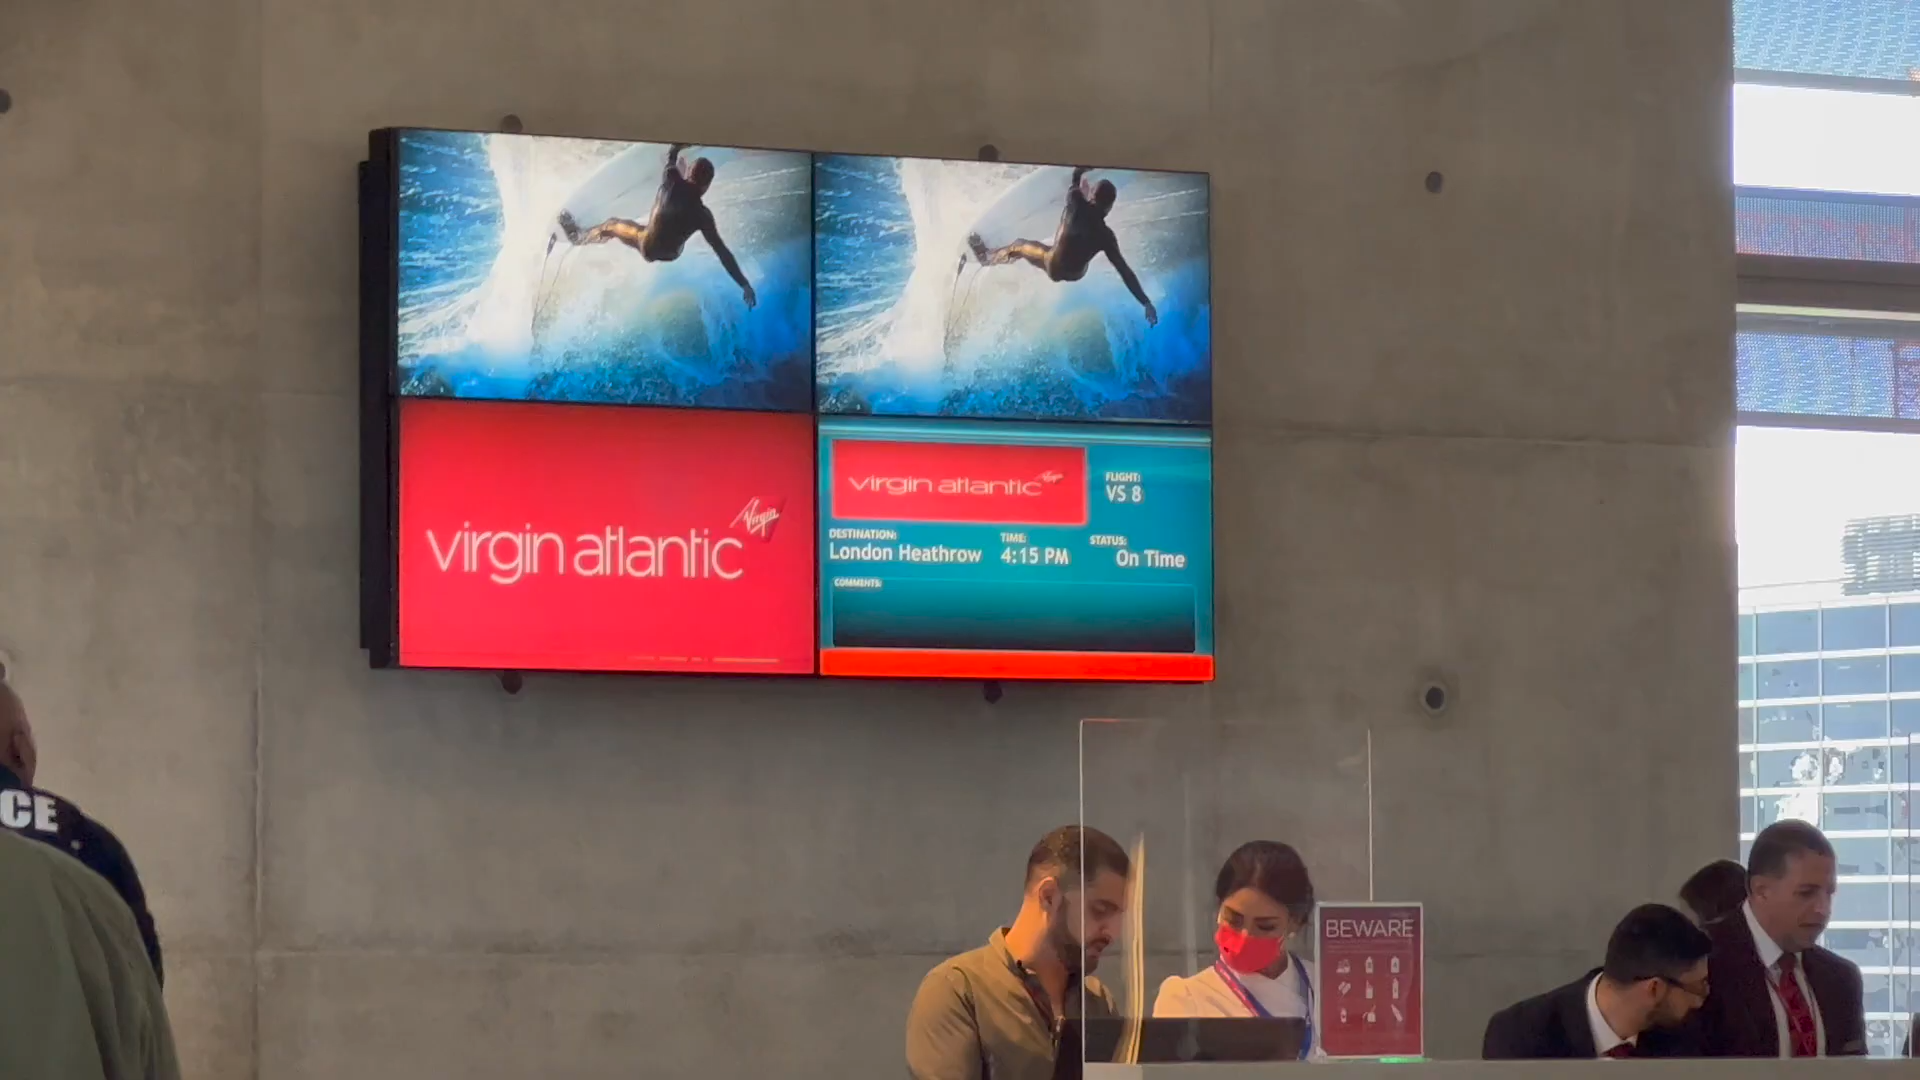 virgin atlantic
Virgin
virgin atlantic
FLIGHT:
VS 8
DESTINATION:
London Heathrow
TIME:
4:15 PM
STATUS:
On Time
COMMENTS:
CE
BEWARE